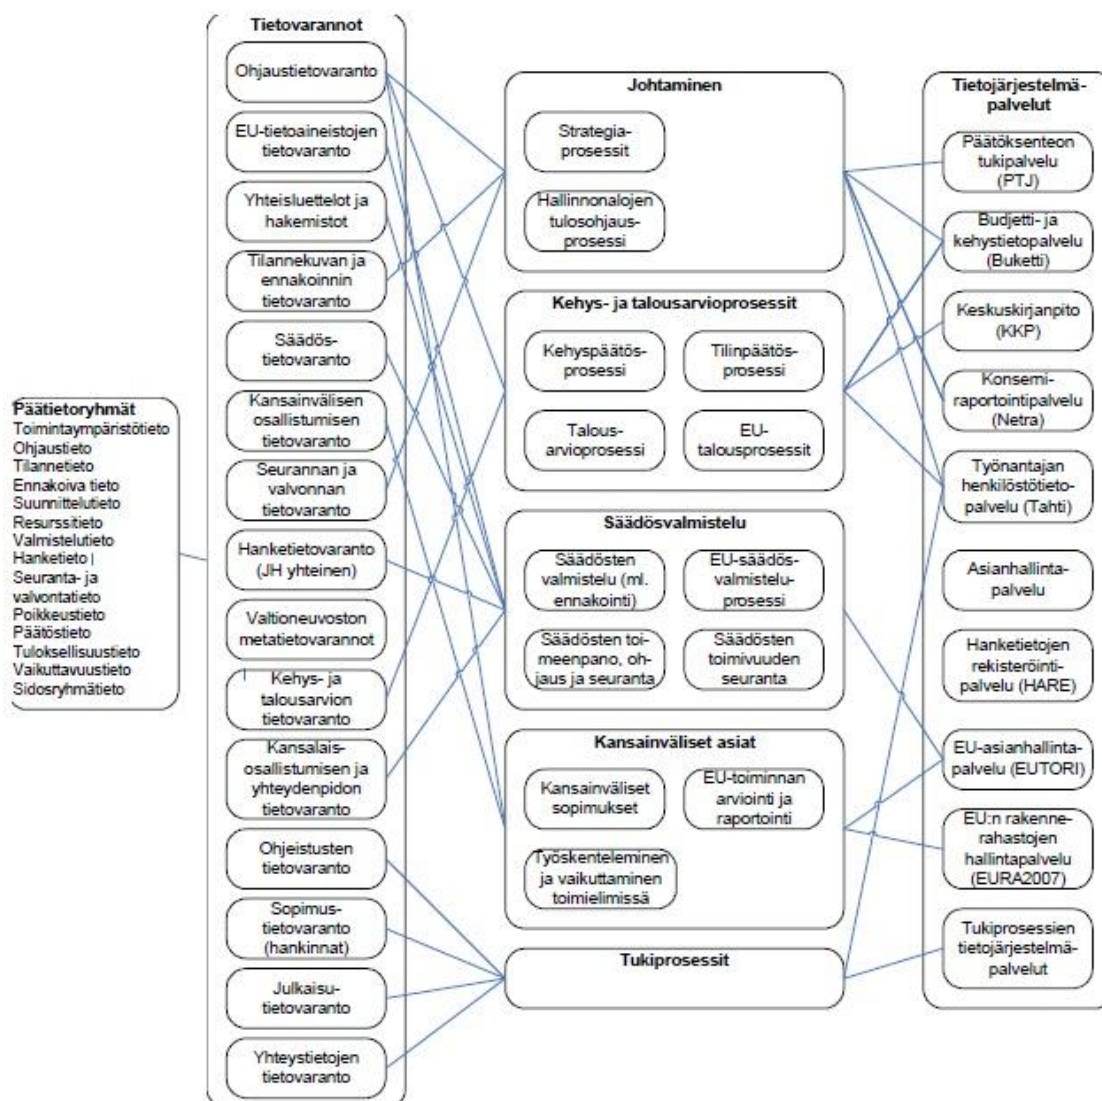 Päätietoryhmät
Toimintaympäristötieto
Ohjaustieto
Tilannetieto
Ennakoiva tieto
Suunnittelutieto
Resurssitieto
Valmistelutieto
Hanketieto
Seuranta- ja
valvontatieto
Poikkeustieto
Päätöstieto
Tuloksellisuustieto
Vaikuttavuustieto
Sidosryhmätieto
Tietovarannot
Ohjaustietovaranto
EU-tietoaineistojen
tietovaranto
Yhteisluettelot ja
hakemistot
Tilannekuvan ja
ennakoinnin
tietovaranto
Säädös-
tietovaranto
Kansainvälisen
osallistumisen
tietovaranto
Seurannan ja
valvonnan
tietovaranto
Hanketietovaranto
(JH yhteinen)
Valtioneuvoston
metatietovarannot
Kehys- ja
talousarvion
tietovaranto
Kansalais-
osallistumisen ja
yhteydenpidon
tietovaranto
Ohjeistusten
tietovaranto
Sopimus-
tietovaranto
(hankinnat)
Julkaisu-
tietovaranto
Yhteystietojen
tietovaranto
Johtaminen
Strategia-
prosessit
Hallinnonalojen
tulosohjaus-
prosessi
Kehys- ja talousarvioprosessit
Kehyspäätös-
prosessi
Tilinpäätös-
prosessi
Talous-
arvioprosessi
EU-
talousprosessit
Säädösvalmistelu
Säädösten
valmistelu (ml.
ennakointi)
EU-säädös-
valmistelu-
prosessi
Säädösten toi-
meenpano, oh-
jaus ja seuranta
Säädösten
toimivuuden
seuranta
Kansainväliset asiat
Kansainväliset
sopimukset
EU-toiminnan
arviointi ja
raportointi
Työskenteleminen
ja vaikuttaminen
toimielimissä
Tukiprosessit
Tietojärjestelmä-
palvelut
Päätöksenteon
tukipalvelu
(PTJ)
Budjetti- ja
kehystietopalvelu
(Buketti)
Keskuskirjanpito
(KKP)
Konserni-
raportointipalvelu
(Netra)
Työnantajan
henkilöstötieto-
palvelu (Tahti)
Asianhallinta-
palvelu
Hanketietojen
rekisteröinti-
palvelu (HARE)
EU-asianhallinta-
palvelu (EUTORI)
EU:n rakenne-
rahastojen
hallintapalvelu
(EURA2007)
Tukiprosessien
tietojärjestelmä-
palvelut